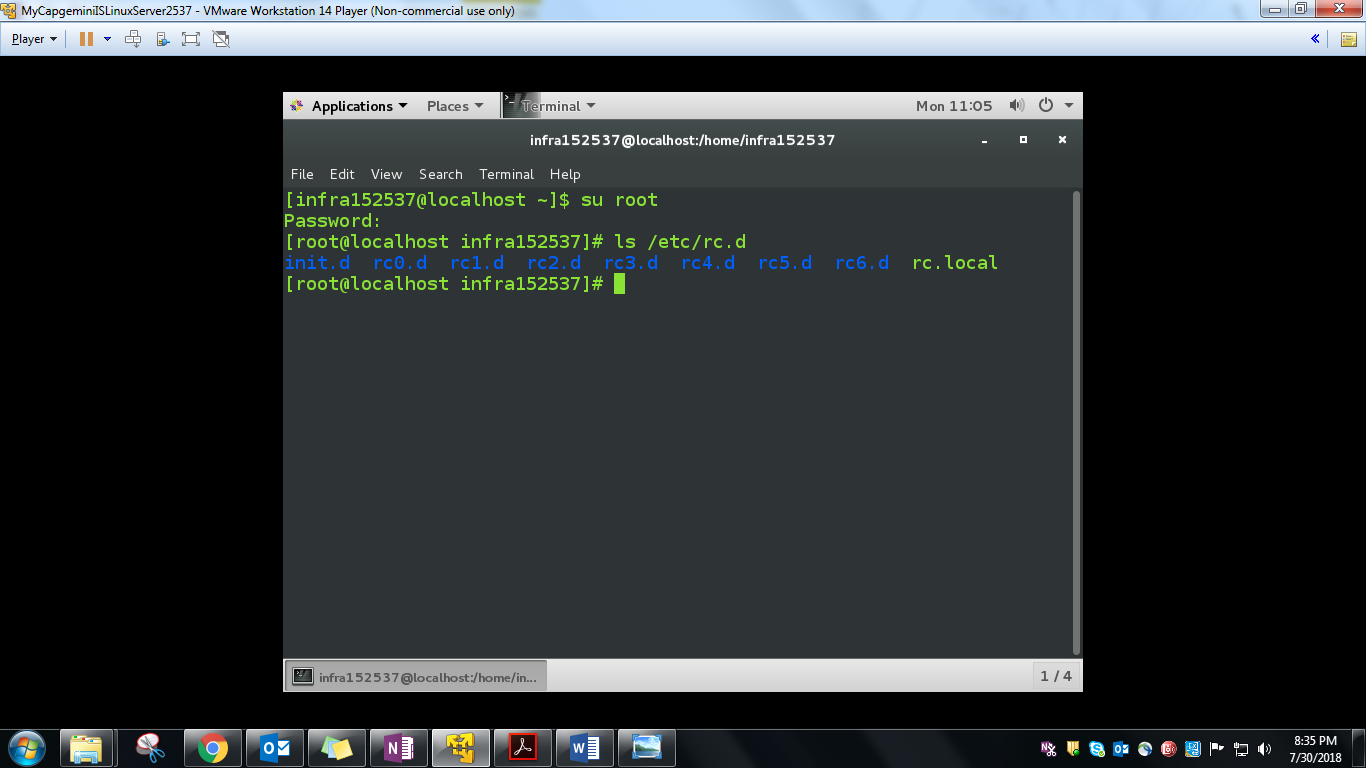 MyCapgeminiISLinuxServer2537 - VMware Workstation 14 Player (Non-commercial use only)
Player
Applications Places Terminal Mon 11:05
infra152537@localhost:/home/infra152537
File Edit View Search Terminal Help
[infra152537@localhost ~]$ su root
Password:
[root@localhost infra152537]# ls /etc/rc.d
init.d rc0.d rc1.d rc2.d rc3.d rc4.d rc5.d rc6.d rc.local
[root@localhost infra152537]#
infra152537@localhost:/home/in...
1 / 4
8:35 PM
7/30/2018